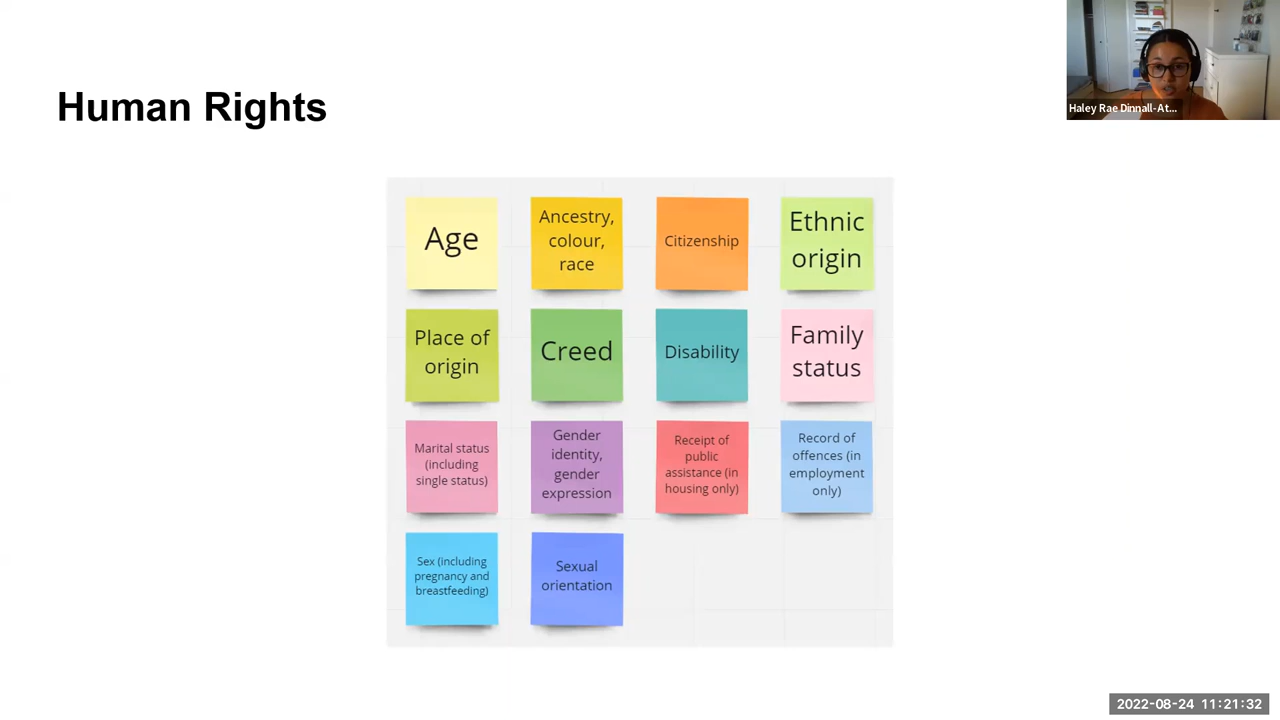 Human Rights
Haley Rae Dinnall-At...
Age
Ancestry,
colour,
race
Citizenship
Ethnic
origin
Place of
origin
Creed
Disability
Family
status
Marital status
(including
single status)
Gender
identity,
gender
expression
Receipt of
public
assistance (in
housing only)
Record of
offences (in
employment
only)
Sex (including
pregnancy and
breastfeeding)
Sexual
orientation
2022-08-24 11:21:32